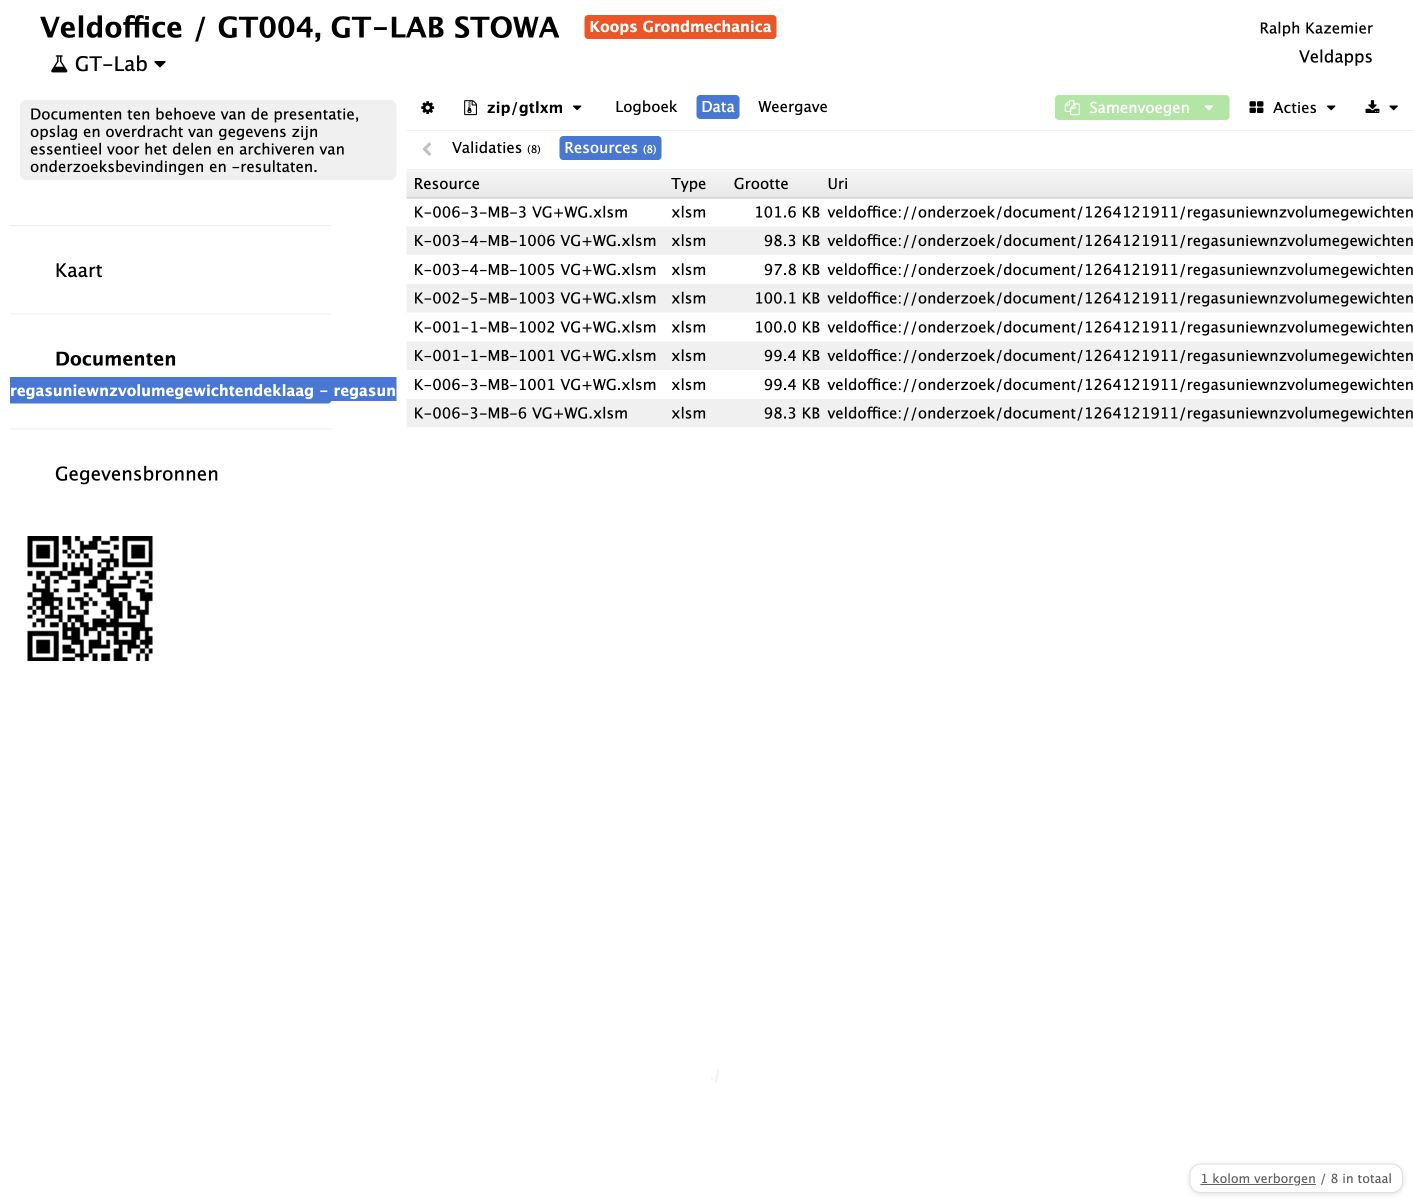 Veldoffice / GT004, GT-LAB STOWA Koops Grondmechanica
Ralph Kazemier
GT-Lab
Veldapps
Documenten ten behoeve van de presentatie,
opslag en overdracht van gegevens zijn
essentieel voor het delen en archiveren van
onderzoeksbevindingen en -resultaten.
Kaart
Documenten
regasuniewnzvolumegewichtendeklaag - regasun
Gegevensbronnen
zip/gtlxm Logboek Data Weergave Samenvoegen Acties
Validaties (8) Resources (8)
Resource Type Grootte Uri
K-006-3-MB-3 VG+WG.xlsm xlsm 101.6 KB veldoffice://onderzoek/document/1264121911/regasuniewnzvolumegewichten
K-003-4-MB-1006 VG+WG.xlsm xlsm 98.3 KB veldoffice://onderzoek/document/1264121911/regasuniewnzvolumegewichten
K-003-4-MB-1005 VG+WG.xlsm xlsm 97.8 KB veldoffice://onderzoek/document/1264121911/regasuniewnzvolumegewichten
K-002-5-MB-1003 VG+WG.xlsm xlsm 100.1 KB veldoffice://onderzoek/document/1264121911/regasuniewnzvolumegewichten
K-001-1-MB-1002 VG+WG.xlsm xlsm 100.0 KB veldoffice://onderzoek/document/1264121911/regasuniewnzvolumegewichten
K-001-1-MB-1001 VG+WG.xlsm xlsm 99.4 KB veldoffice://onderzoek/document/1264121911/regasuniewnzvolumegewichten
K-006-3-MB-1001 VG+WG.xlsm xlsm 99.4 KB veldoffice://onderzoek/document/1264121911/regasuniewnzvolumegewichten
K-006-3-MB-6 VG+WG.xlsm xlsm 98.3 KB veldoffice://onderzoek/document/1264121911/regasuniewnzvolumegewichten
1 kolom verborgen / 8 in totaal